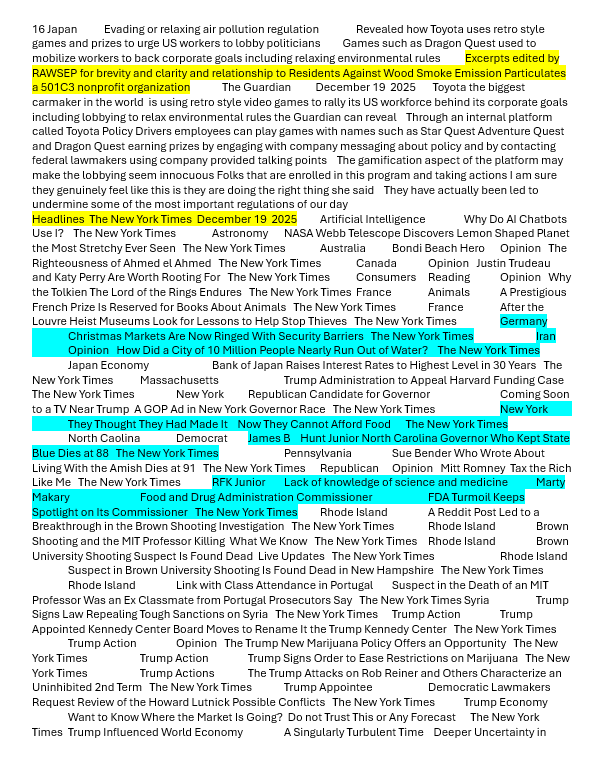 16 Japan Evading or relaxing air pollution regulation Revealed how Toyota uses retro style
games and prizes to urge US workers to lobby politicians Games such as Dragon Quest used to
mobilize workers to back corporate goals including relaxing environmental rules Excerpts edited by
RAWSEP for brevity and clarity and relationship to Residents Against Wood Smoke Emission Particulates
a 501C3 nonprofit organization The Guardian December 19 2025 Toyota the biggest
carmaker in the world is using retro style video games to rally its US workforce behind its corporate goals
including lobbying to relax environmental rules the Guardian can reveal Through an internal platform
called Toyota Policy Drivers employees can play games with names such as Star Quest Adventure Quest
and Dragon Quest earning prizes by engaging with company messaging about policy and by contacting
federal lawmakers using company provided talking points The gamification aspect of the platform may
make the lobbying seem innocuous Folks that are enrolled in this program and taking actions I am sure
they genuinely feel like this is they are doing the right thing she said They have actually been led to
undermine some of the most important regulations of our day
Headlines The New York Times December 19 2025 Artificial Intelligence Why Do AI Chatbots
Use I? The New York Times Astronomy NASA Webb Telescope Discovers Lemon Shaped Planet
the Most Stretchy Ever Seen The New York Times Australia Bondi Beach Hero Opinion The
Righteousness of Ahmed el Ahmed The New York Times Canada Opinion Justin Trudeau
and Katy Perry Are Worth Rooting For The New York Times Consumers Reading Opinion Why
the Tolkien The Lord of the Rings Endures The New York Times France Animals A Prestigious
French Prize Is Reserved for Books About Animals The New York Times France After the
Louvre Heist Museums Look for Lessons to Help Stop Thieves The New York Times Germany
Christmas Markets Are Now Ringed With Security Barriers The New York Times Iran
Opinion How Did a City of 10 Million People Nearly Run Out of Water? The New York Times
Japan Economy Bank of Japan Raises Interest Rates to Highest Level in 30 Years The
New York Times Massachusetts Trump Administration to Appeal Harvard Funding Case
The New York Times New York Republican Candidate for Governor Coming Soon
to a TV Near Trump A GOP Ad in New York Governor Race The New York Times New York
They Thought They Had Made It Now They Cannot Afford Food The New York Times
North Caolina Democrat James B Hunt Junior North Carolina Governor Who Kept State
Blue Dies at 88 The New York Times Pennsylvania Sue Bender Who Wrote About
Living With the Amish Dies at 91 The New York Times Republican Opinion Mitt Romney Tax the Rich
Like Me The New York Times RFK Junior Lack of knowledge of science and medicine Marty
Makary Food and Drug Administration Commissioner FDA Turmoil Keeps
Spotlight on Its Commissioner The New York Times Rhode Island A Reddit Post Led to a
Breakthrough in the Brown Shooting Investigation The New York Times Rhode Island Brown
Shooting and the MIT Professor Killing What We Know The New York Times Rhode Island Brown
University Shooting Suspect Is Found Dead Live Updates The New York Times Rhode Island
Suspect in Brown University Shooting Is Found Dead in New Hampshire The New York Times
Rhode Island Link with Class Attendance in Portugal Suspect in the Death of an MIT
Professor Was an Ex Classmate from Portugal Prosecutors Say The New York Times Syria Trump
Signs Law Repealing Tough Sanctions on Syria The New York Times Trump Action Trump
Appointed Kennedy Center Board Moves to Rename It the Trump Kennedy Center The New York Times
Trump Action Opinion The Trump New Marijuana Policy Offers an Opportunity The New
York Times Trump Action Trump Signs Order to Ease Restrictions on Marijuana The New
York Times Trump Actions The Trump Attacks on Rob Reiner and Others Characterize an
Uninhibited 2nd Term The New York Times Trump Appointee Democratic Lawmakers
Request Review of the Howard Lutnick Possible Conflicts The New York Times Trump Economy
Want to Know Where the Market Is Going? Do not Trust This or Any Forecast The New York
Times Trump Influenced World Economy A Singularly Turbulent Time Deeper Uncertainty in